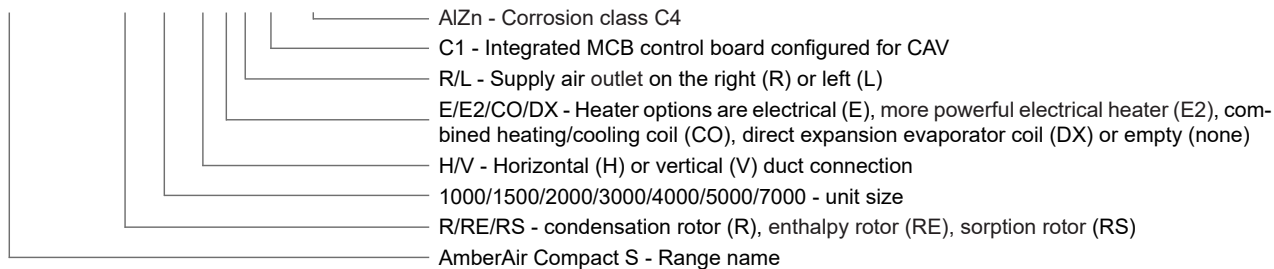 AlZn - Corrosion class C4
C1 - Integrated MCB control board configured for CAV
R/L - Supply air outlet on the right (R) or left (L)
E/E2/CO/DX - Heater options are electrical (E), more powerful electrical heater (E2), com-
bined heating/cooling coil (CO), direct expansion evaporator coil (DX) or empty (none)
H/V - Horizontal (H) or vertical (V) duct connection
1000/1500/2000/3000/4000/5000/7000 - unit size
R/RE/RS - condensation rotor (R), enthalpy rotor (RE), sorption rotor (RS)
AmberAir Compact S - Range name